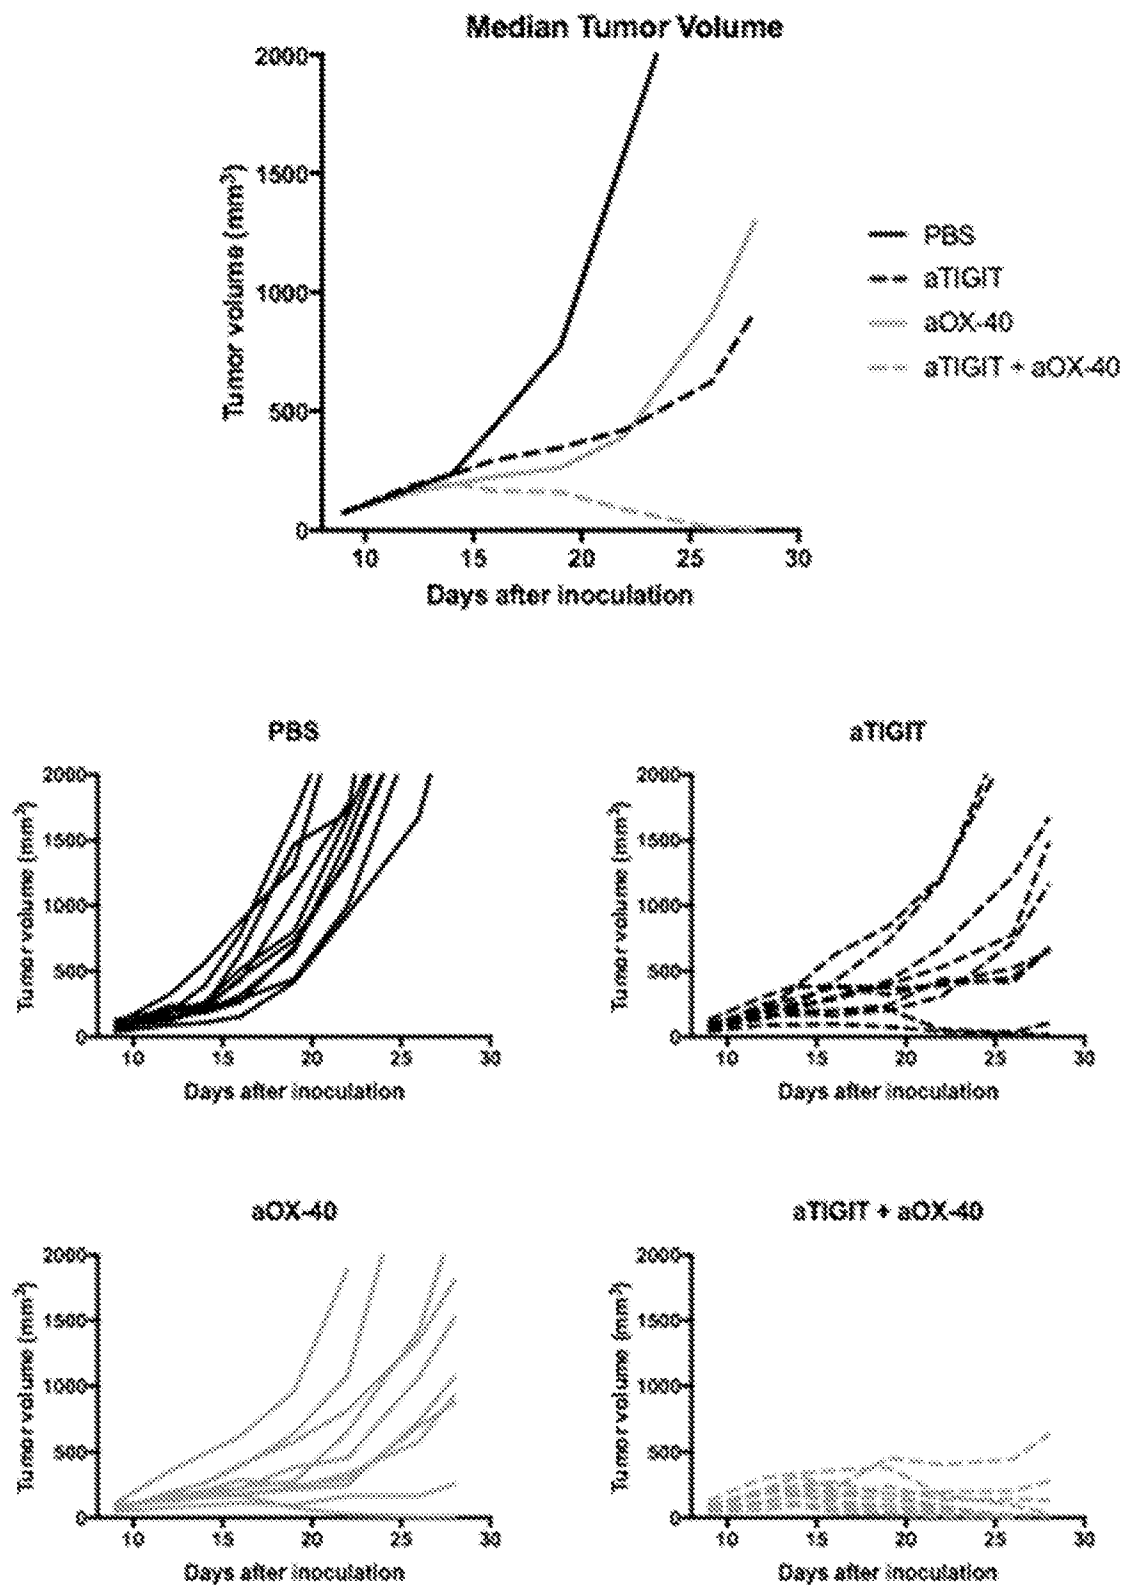 Median Tumor Volume
2000
1500
1000
500
0
Tumor volume (mm³)
10 15 20 25 30
Days after inoculation
PBS
aTIGIT
aOX-40
aTIGIT + aOX-40
PBS
2000
1500
1000
500
0
Tumor volume (mm³)
10 15 20 25 30
Days after inoculation
aTIGIT
2000
1500
1000
500
0
Tumor volume (mm³)
10 15 20 25 30
Days after inoculation
aOX-40
2000
1500
1000
500
0
Tumor volume (mm³)
10 15 20 25 30
Days after inoculation
aTIGIT + aOX-40
2000
1500
1000
500
0
Tumor volume (mm³)
10 15 20 25 30
Days after inoculation